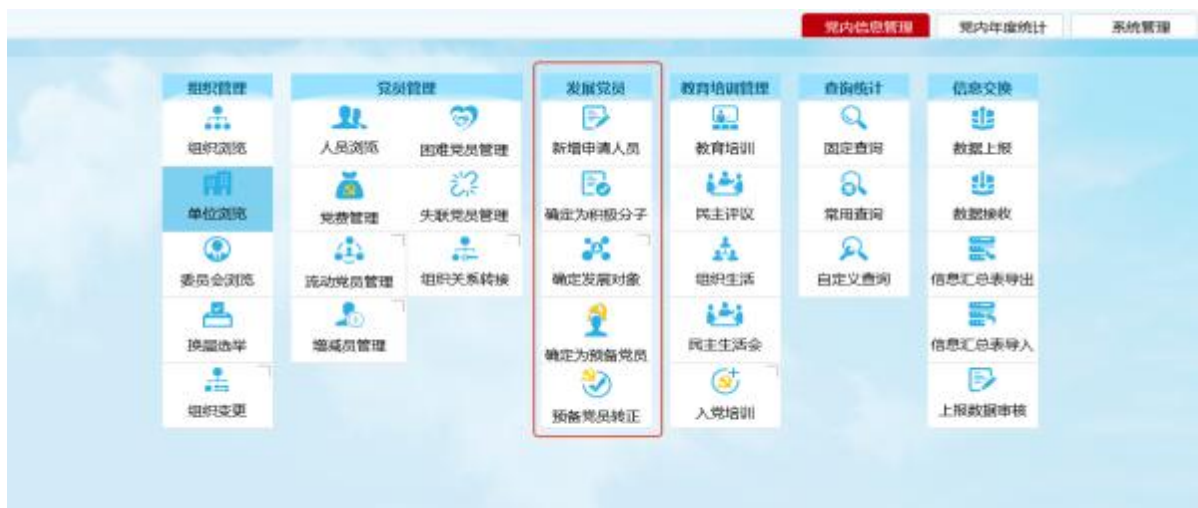 党内信息管理 党内年度统计 系统管理
组织管理 党员管理 发展党员 教育培训管理 查询统计 信息交换
组织浏览 人员浏览 困难党员管理 新增申请人员 教育培训 固定查询 数据上报
单位浏览 党费管理 失联党员管理 确定为积极分子 民主评议 常用查询 数据接收
委员会浏览 流动党员管理 组织关系转接 确定发展对象 组织生活 自定义查询 信息汇总表导出
换届选举 增减员管理 确定为预备党员 民主生活会 信息汇总表导入
组织变更 预备党员转正 入党培训 上报数据审核